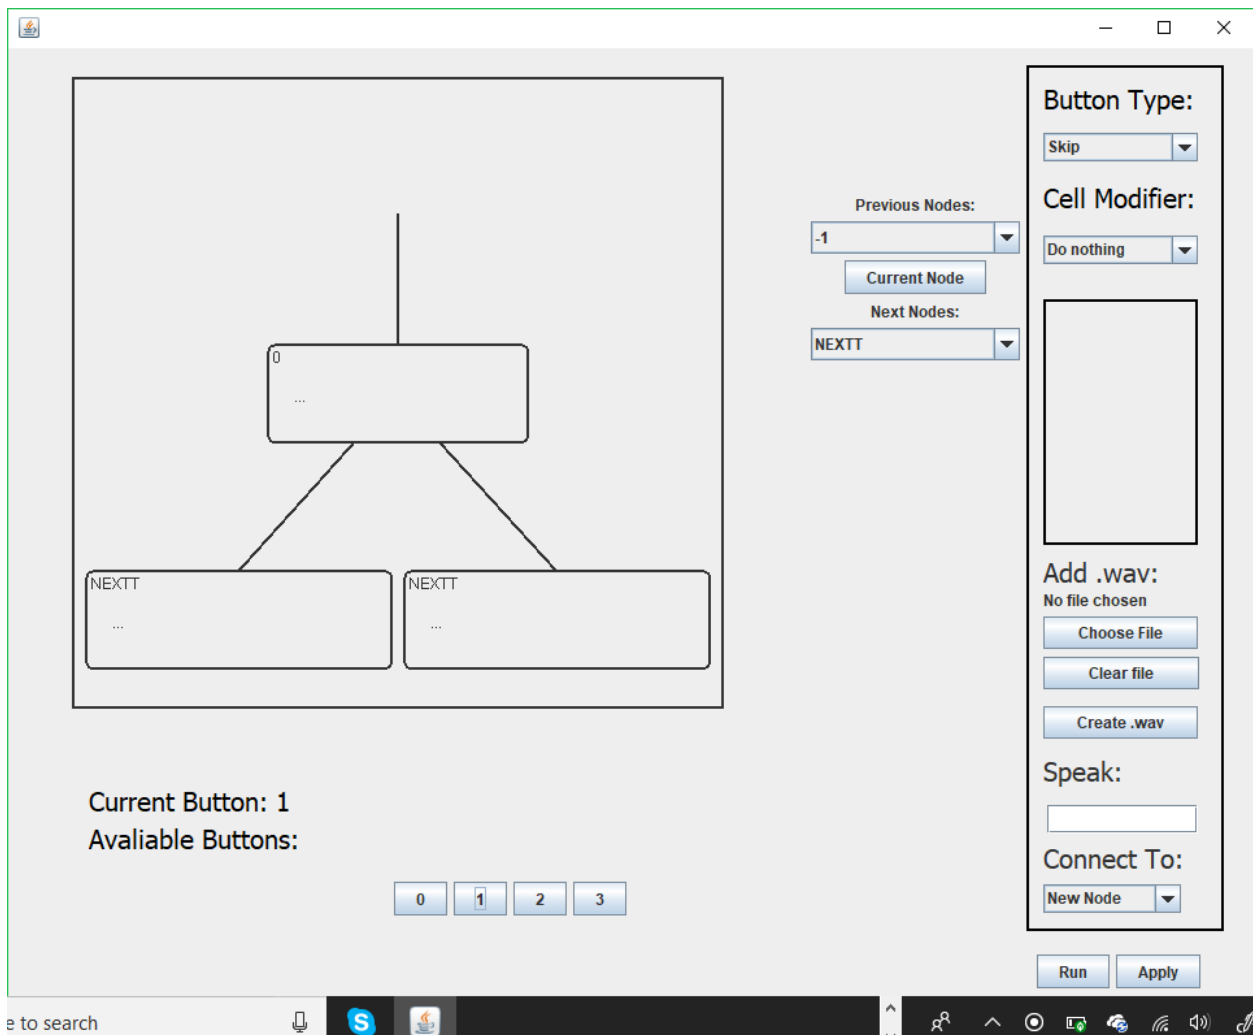 0
...
NEXTT
...
NEXTT
...
Previous Nodes:
-1
Current Node
Next Nodes:
NEXTT
Button Type:
Skip
Cell Modifier:
Do nothing
Add .wav:
No file chosen
Choose File
Clear file
Create .wav
Speak:
Connect To:
New Node
Current Button: 1
Avaliable Buttons:
0 1 2 3
Run Apply
e to search